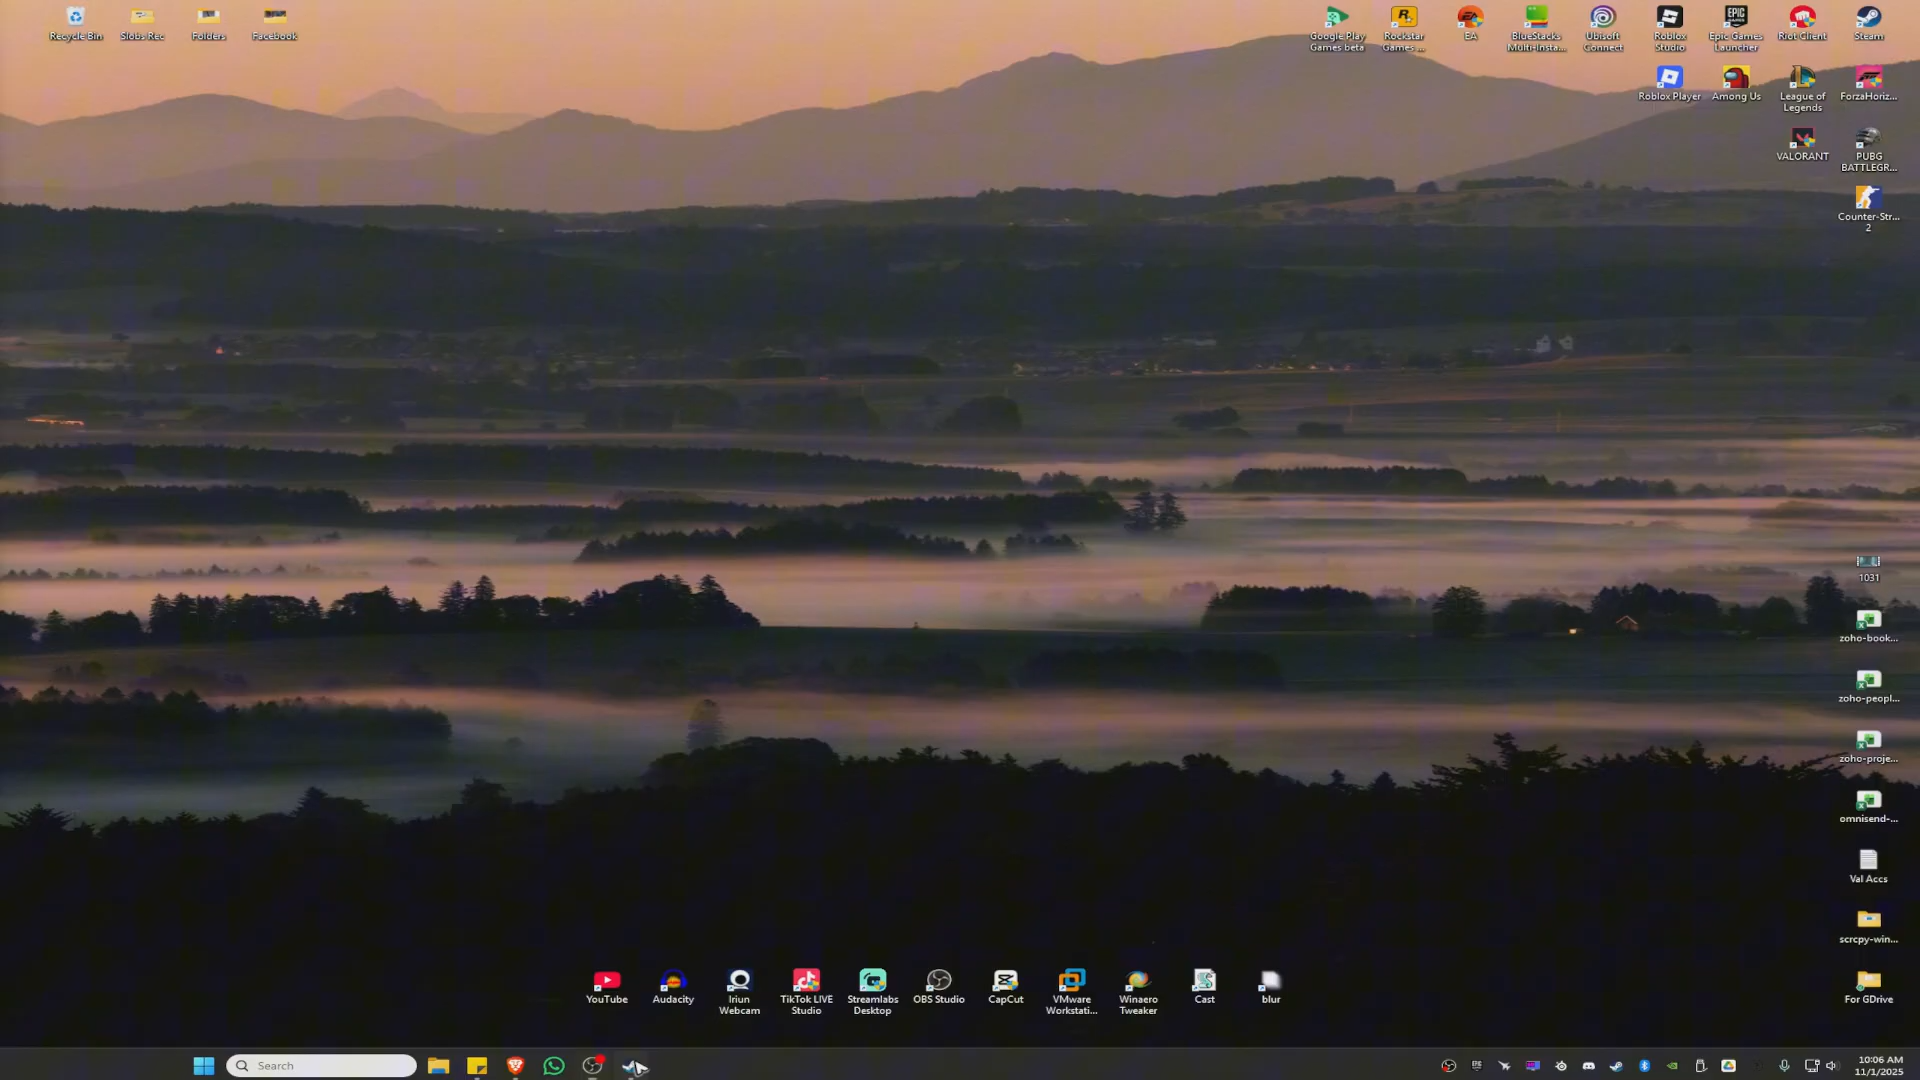 Recycle Bin
Slobs Rec
Folders
Facebook
Google Play
Games beta
Rockstar
Games ...
EA
BlueStacks
Multi-Insta...
Ubisoft
Connect
Roblox
Studio
Epic Games
Launcher
Riot Client
Steam
Roblox Player
Among Us
League of
Legends
ForzaHoriz...
VALORANT
PUBG
BATTLEGR...
Counter-Str...
2
1031
zoho-book...
zoho-peopl...
zoho-proje...
omnisend-...
Val Accs
scrcpy-win...
For GDrive
YouTube
Audacity
Iriun
Webcam
TikTok LIVE
Studio
Streamlabs
Desktop
OBS Studio
CapCut
VMware
Workstati...
Winaero
Tweaker
Cast
blur
Search
10:06 AM
11/1/2025